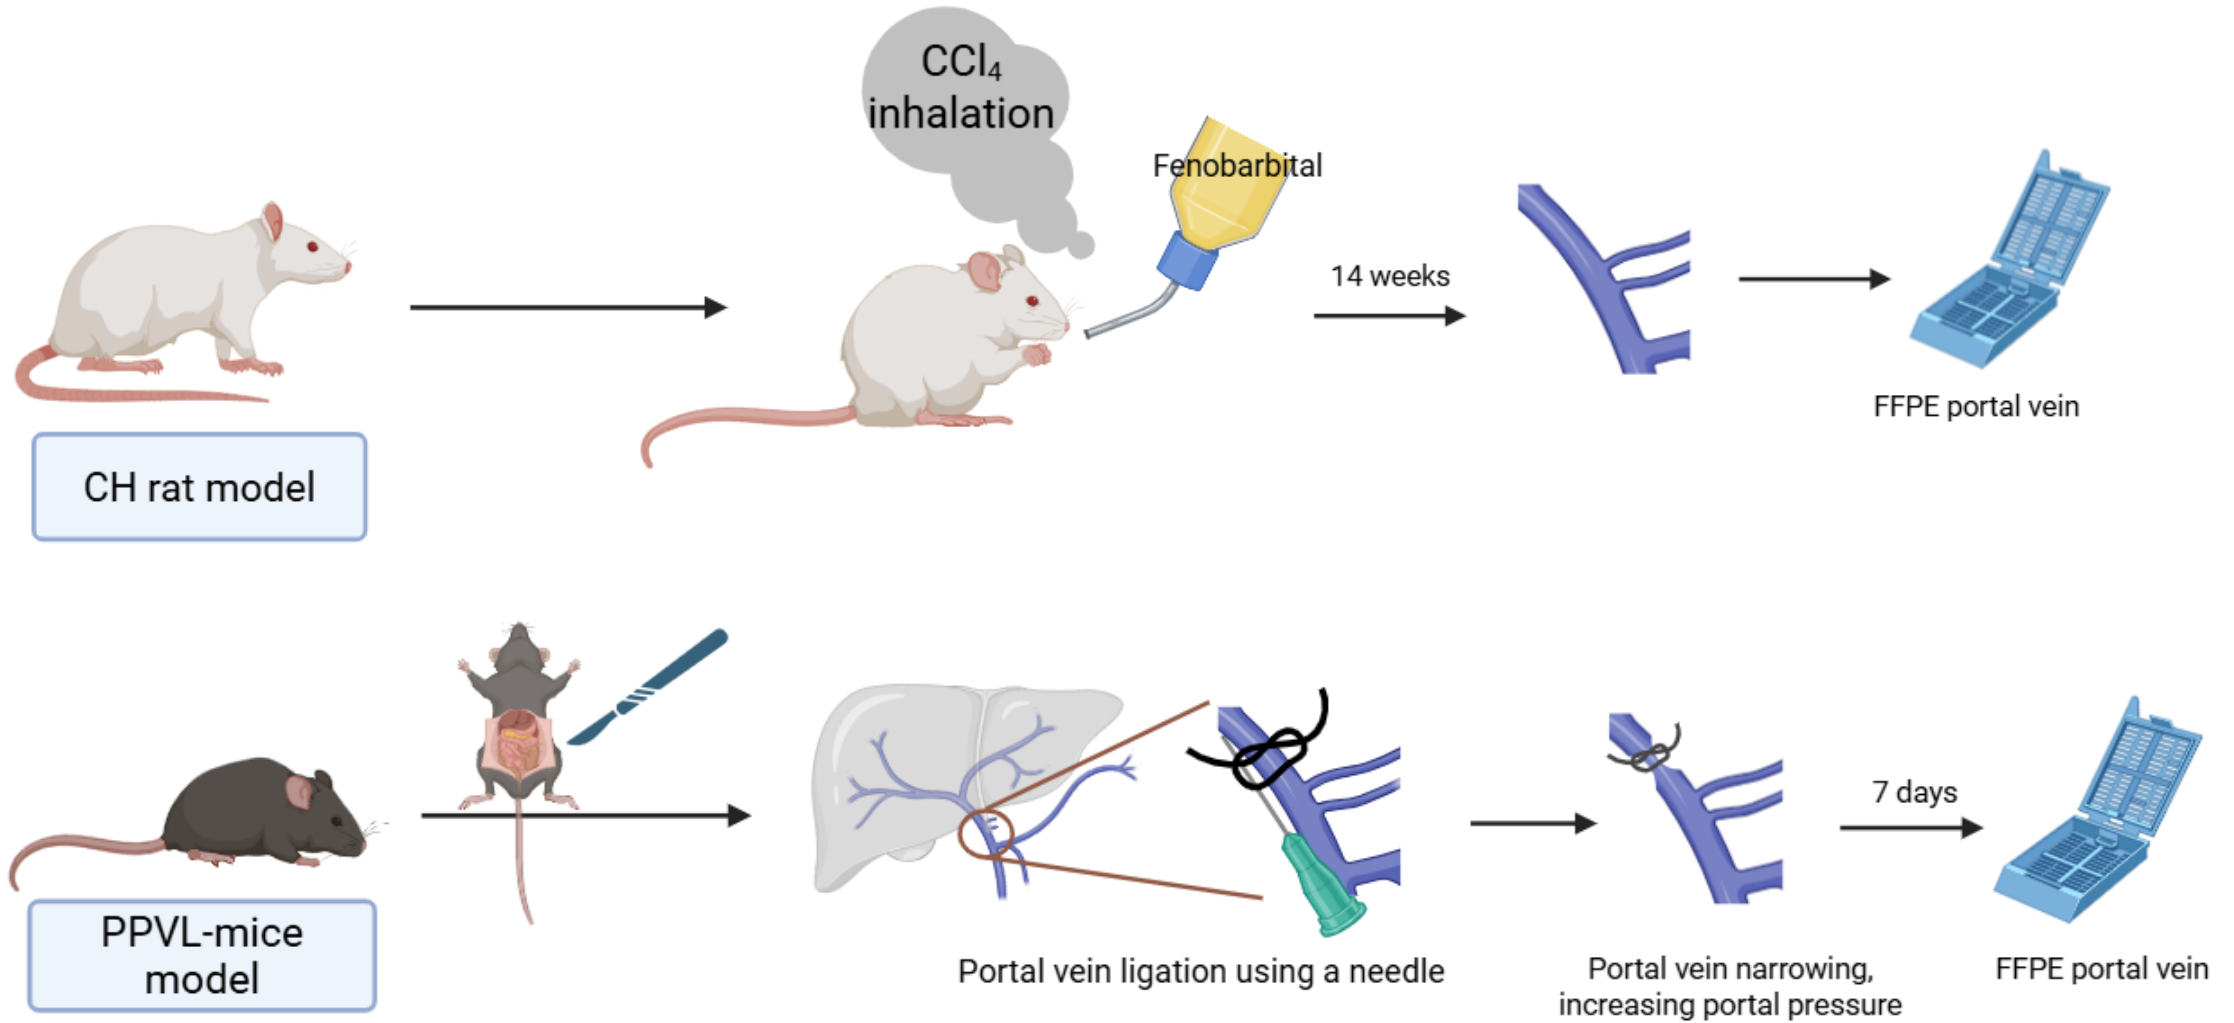 CCl₄
inhalation
Fenobarbital
14 weeks
FFPE portal vein
CH rat model
7 days
PPVL-mice
model
Portal vein ligation using a needle
Portal vein narrowing,
increasing portal pressure
FFPE portal vein